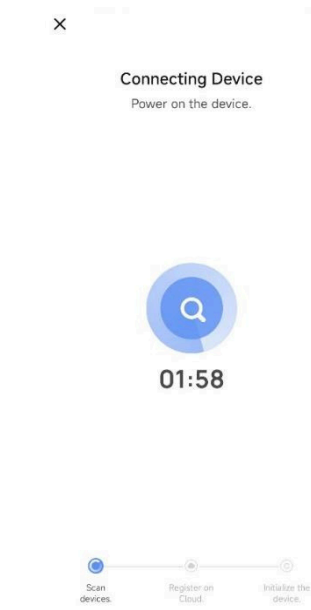 Connecting Device
Power on the device.
01:58
Scan
devices.
Register on
Cloud.
Initialize the
device.